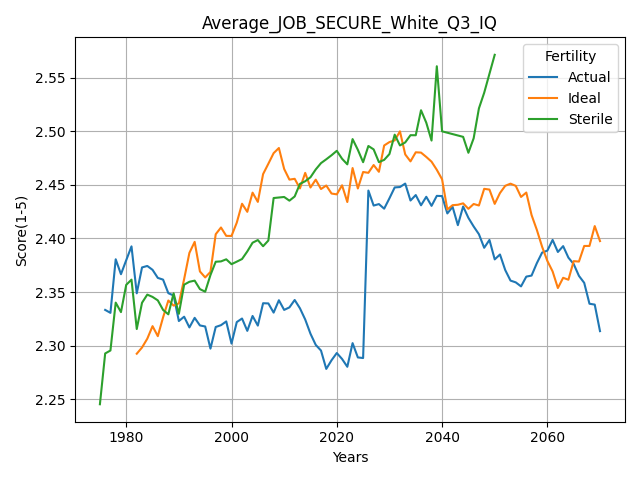 Average_JOB_SECURE_White_Q3_IQ
Fertility
Actual
Ideal
Sterile
Score(1-5)
2.55
2.50
2.45
2.40
2.35
2.30
2.25
1980 2000 2020 2040 2060
Years